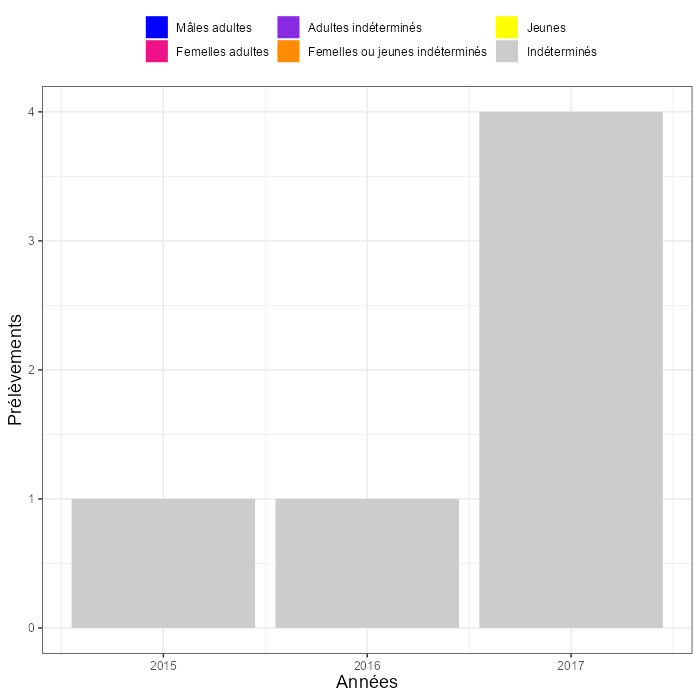 Mâles adultes
Adultes indéterminés
Jeunes
Femelles adultes
Femelles ou jeunes indéterminés
Indéterminés
4
3
2
1
0
Prélèvements
2015
2016
2017
Années